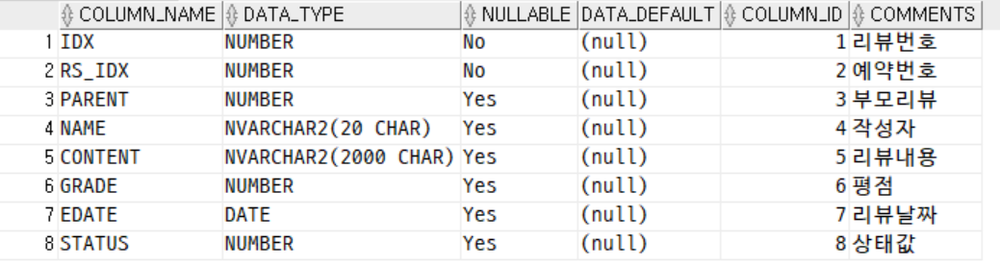 COLUMN_NAME DATA_TYPE NULLABLE DATA_DEFAULT COLUMN_ID COMMENTS
1 IDX NUMBER No (null) 1 리뷰번호
2 RS_IDX NUMBER No (null) 2 예약번호
3 PARENT NUMBER Yes (null) 3 부모리뷰
4 NAME NVARCHAR2(20 CHAR) Yes (null) 4 작성자
5 CONTENT NVARCHAR2(2000 CHAR) Yes (null) 5 리뷰내용
6 GRADE NUMBER Yes (null) 6 평점
7 EDATE DATE Yes (null) 7 리뷰날짜
8 STATUS NUMBER Yes (null) 8 상태값